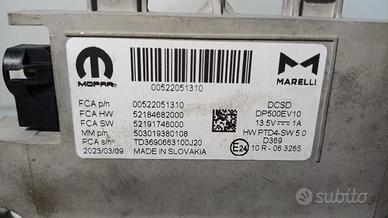 MOPAR
MARELLI
00522051310
FCA p/n 00522051310
FCA HW 52184682000
FCA SW 52191746000
MM p/n 503019380108
FCA s/n° TD3690663100J20
2023/03/09 MADE IN SLOVAKIA
DCSD
DP500EV10
13.5V 1A
HW PTD4-SW 5.0
D369
E24 10 R - 06 3265
subito